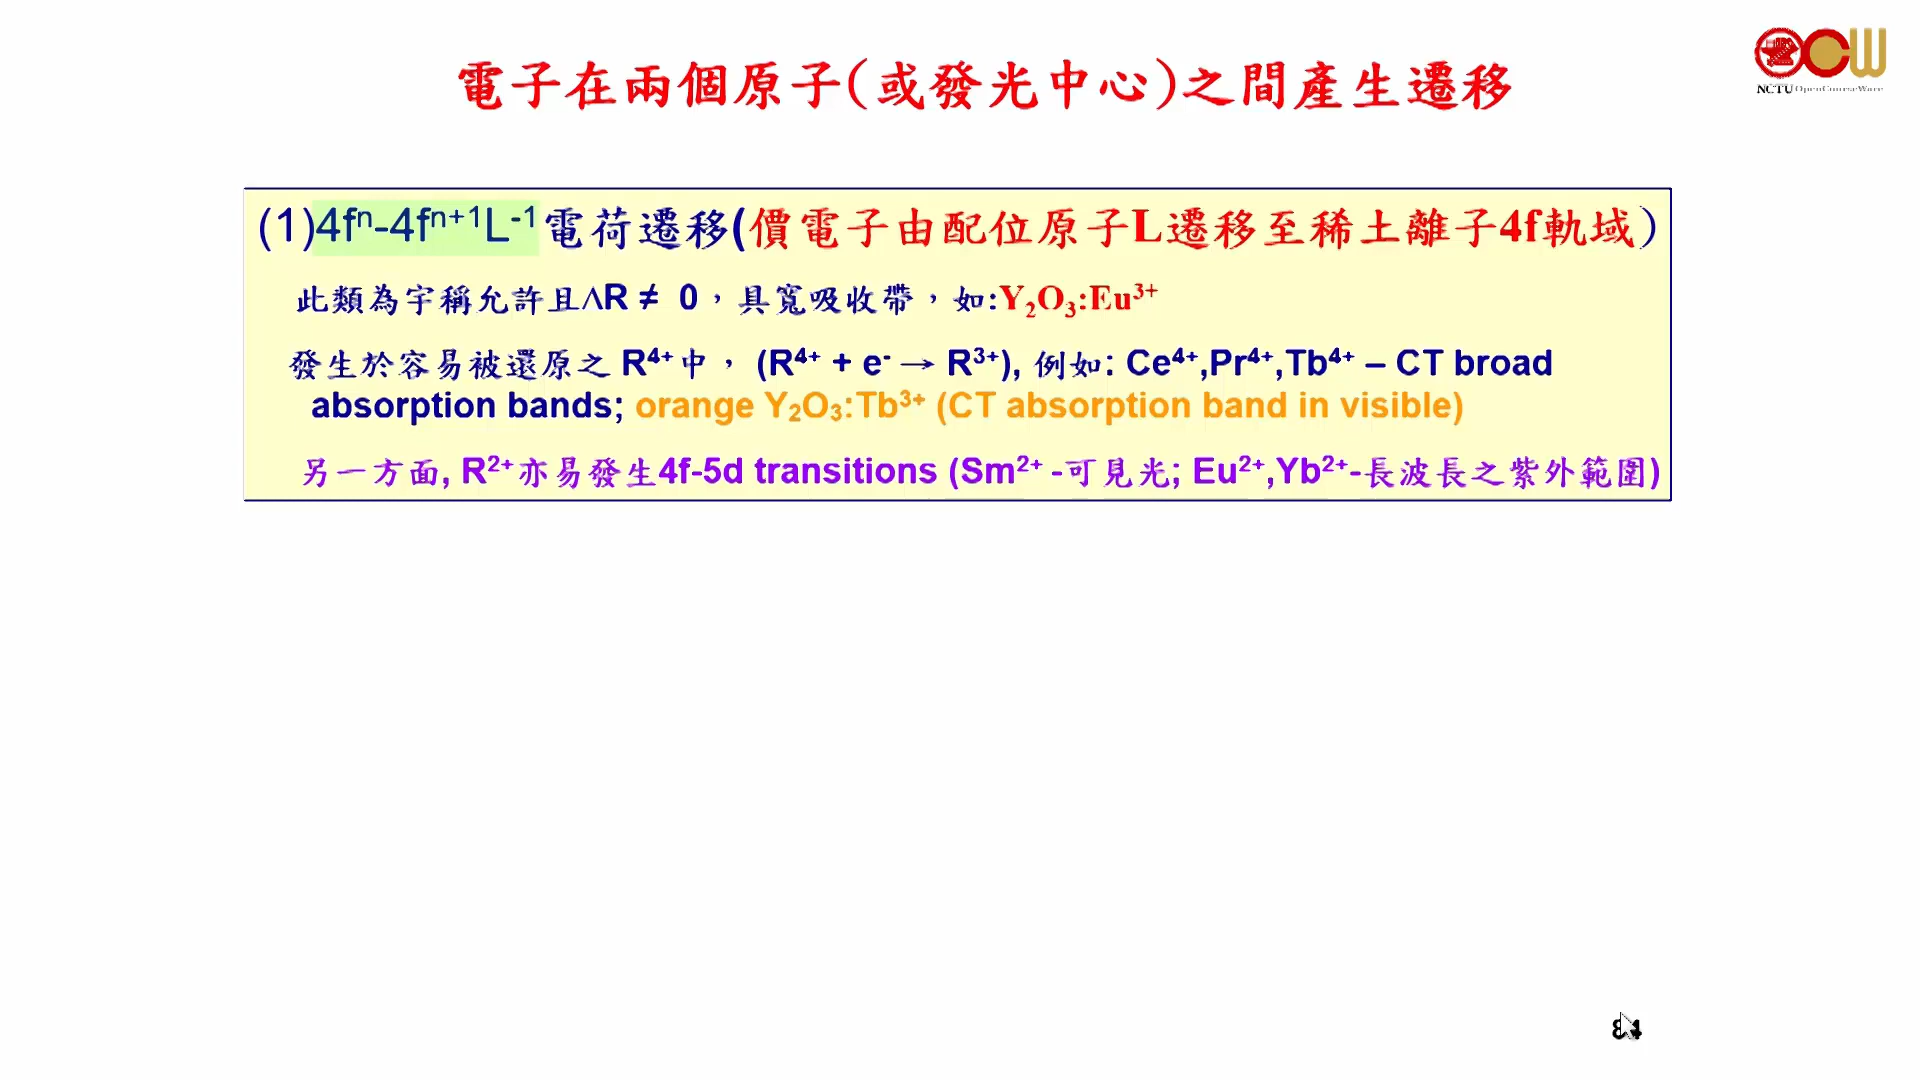 電子在兩個原子(或發光中心)之間產生遷移
NCTU OpenCourseWare
(1)4fⁿ-4fⁿ⁺¹L⁻¹電荷遷移(價電子由配位原子L遷移至稀土離子4f軌域)
此類為宇稱允許且ΛR ≠ 0，具寬吸收帶，如:Y₂O₃:Eu³⁺
發生於容易被還原之 R⁴⁺中， (R⁴⁺ + e⁻ → R³⁺), 例如: Ce⁴⁺,Pr⁴⁺,Tb⁴⁺ – CT broad
absorption bands; orange Y₂O₃:Tb³⁺ (CT absorption band in visible)
另一方面, R²⁺亦易發生4f-5d transitions (Sm²⁺ -可見光; Eu²⁺,Yb²⁺-長波長之紫外範圍)